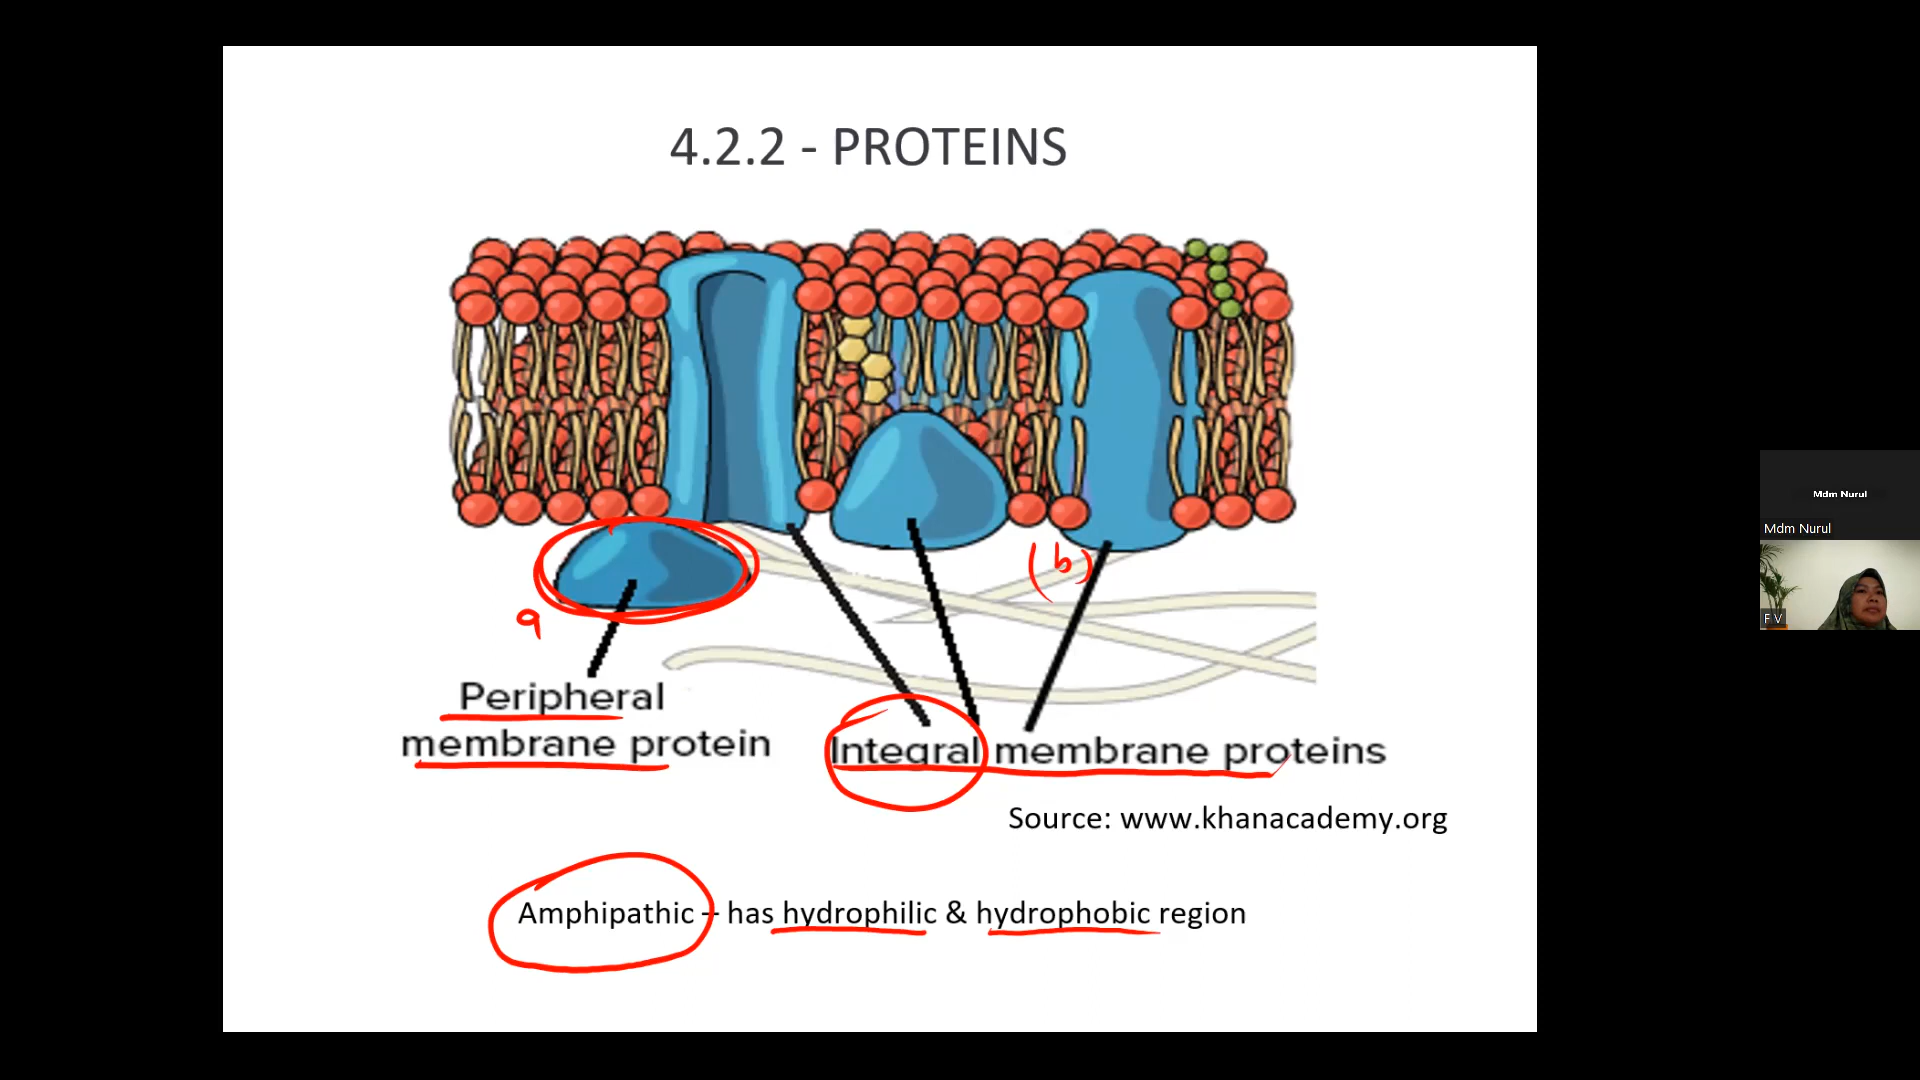 4.2.2 - PROTEINS
(b)
a
Peripheral
membrane protein
Integral membrane proteins
Source: www.khanacademy.org
Amphipathic – has hydrophilic & hydrophobic region
Mdm Nurul
Mdm Nurul
F V